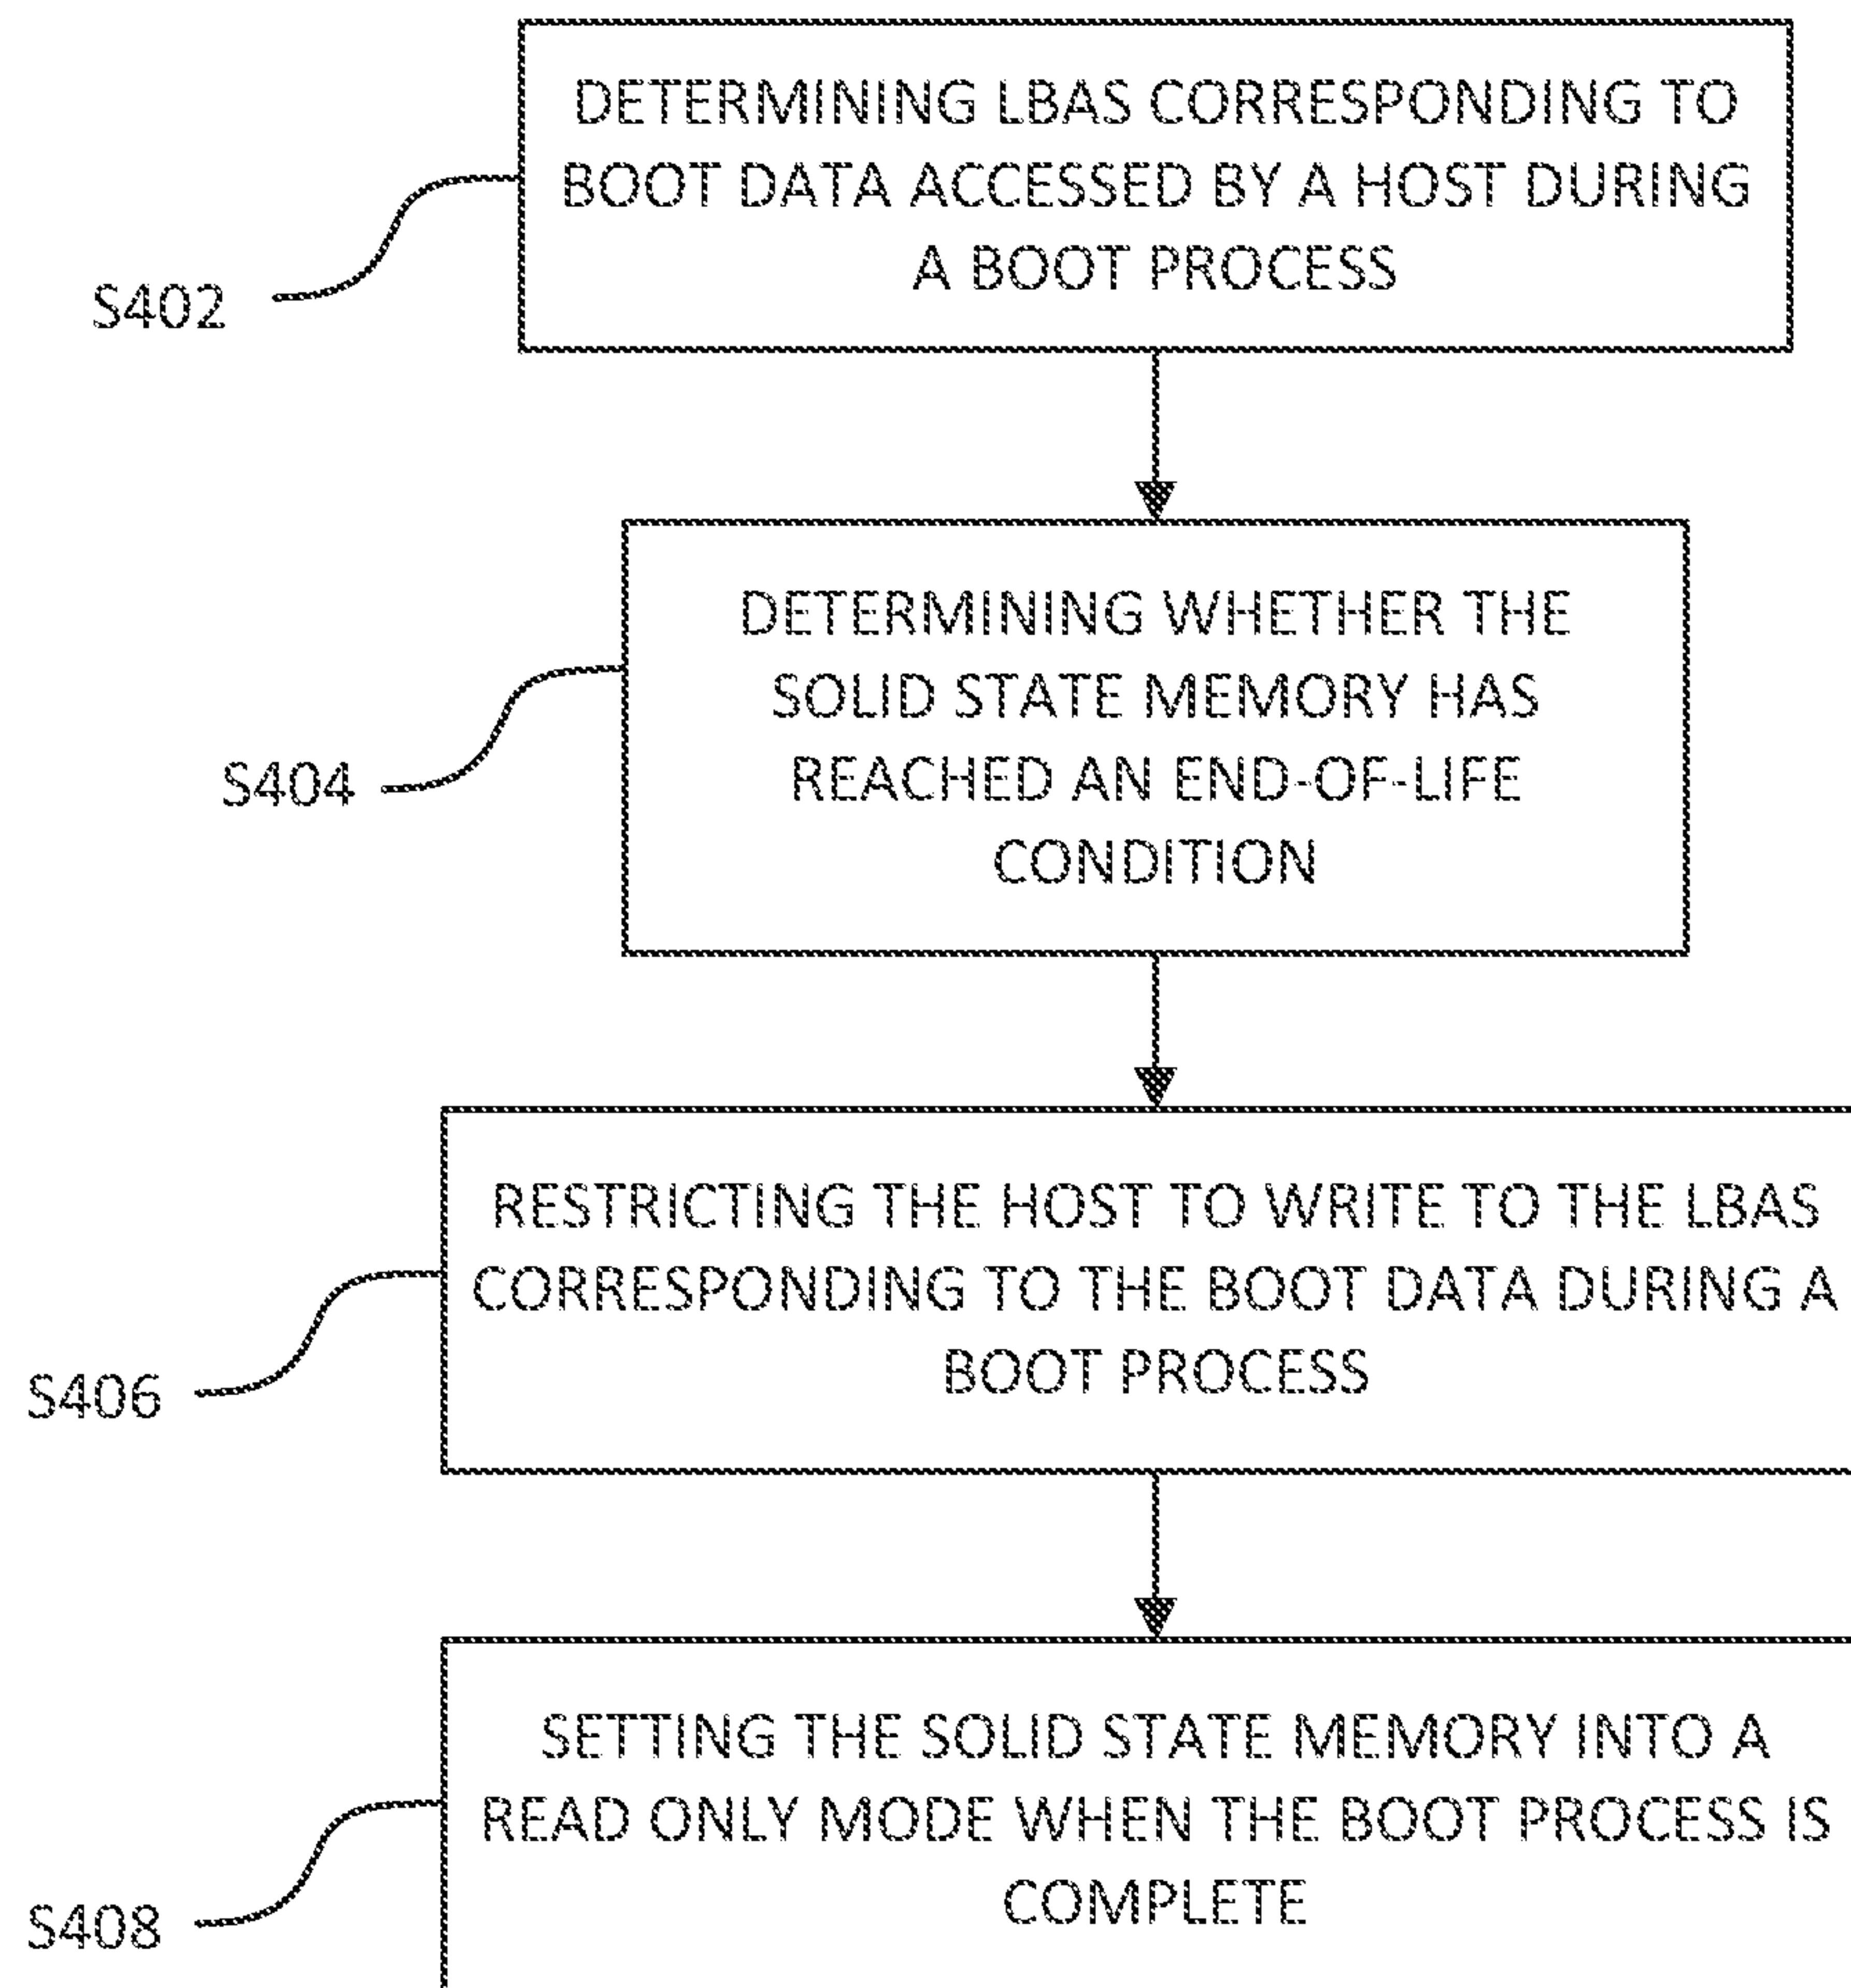 DETERMINING LBAS CORRESPONDING TO
BOOT DATA ACCESSED BY A HOST DURING
A BOOT PROCESS
S402
DETERMINING WHETHER THE
SOLID STATE MEMORY HAS
REACHED AN END-OF-LIFE
CONDITION
S404
RESTRICTING THE HOST TO WRITE TO THE LBAS
CORRESPONDING TO THE BOOT DATA DURING A
BOOT PROCESS
S406
SETTING THE SOLID STATE MEMORY INTO A
READ ONLY MODE WHEN THE BOOT PROCESS IS
COMPLETE
S408